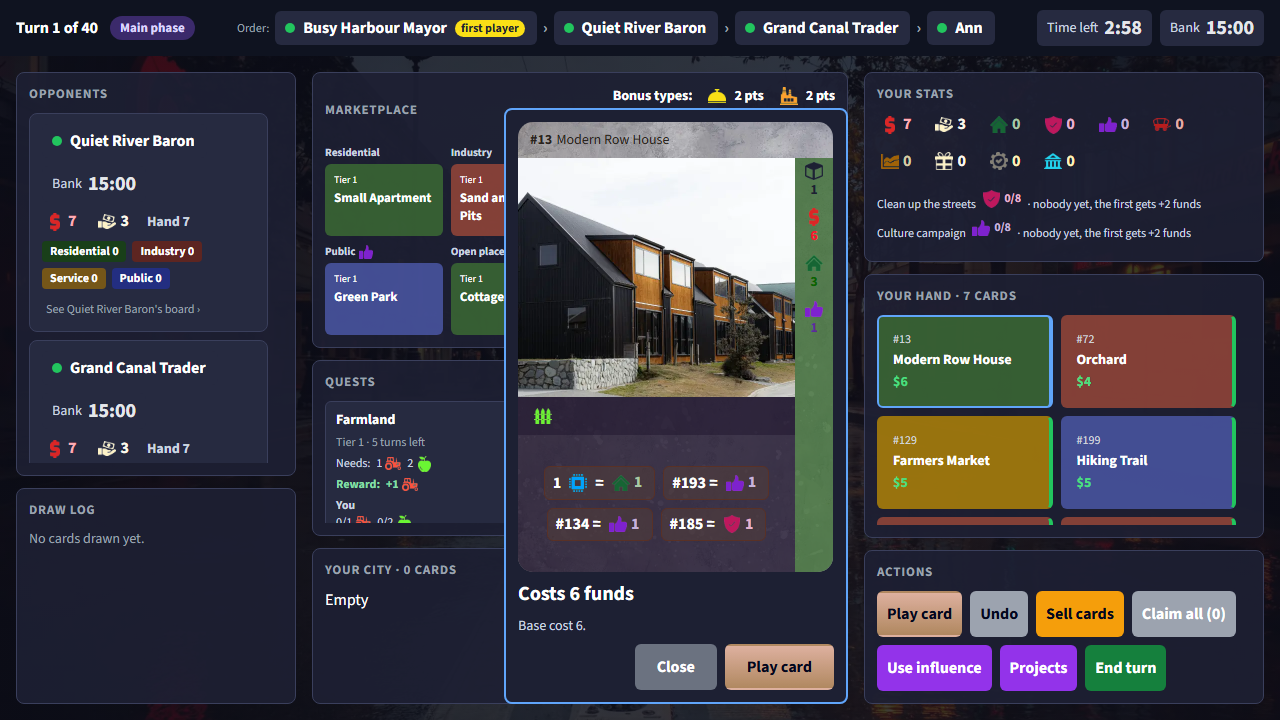 Turn 1 of 40 Main phase Order: Busy Harbour Mayor first player › Quiet River Baron › Grand Canal Trader › Ann Time left 2:58 Bank 15:00
OPPONENTS
Quiet River Baron
Bank 15:00
7 3 Hand 7
Residential 0 Industry 0
Service 0 Public 0
See Quiet River Baron's board ›
Grand Canal Trader
Bank 15:00
7 3 Hand 7
DRAW LOG
No cards drawn yet.
MARKETPLACE
Bonus types: 2 pts 2 pts
Residential Industry
Tier 1
Small Apartment
Tier 1
Sand an
Pits
Public Open place
Tier 1
Green Park
Tier 1
Cottage
QUESTS
Farmland
Tier 1 · 5 turns left
Needs: 1 2
Reward: +1
You
0/1 0/2
YOUR CITY · 0 CARDS
Empty
#13 Modern Row House
1
6
3
1
1 = 1 #193 = 1
#134 = 1 #185 = 1
Costs 6 funds
Base cost 6.
Close Play card
YOUR STATS
7 3 0 0 0 0
0 0 0 0
Clean up the streets 0/8 · nobody yet, the first gets +2 funds
Culture campaign 0/8 · nobody yet, the first gets +2 funds
YOUR HAND · 7 CARDS
#13
Modern Row House
$6
#72
Orchard
$4
#129
Farmers Market
$5
#199
Hiking Trail
$5
ACTIONS
Play card Undo Sell cards Claim all (0)
Use influence Projects End turn